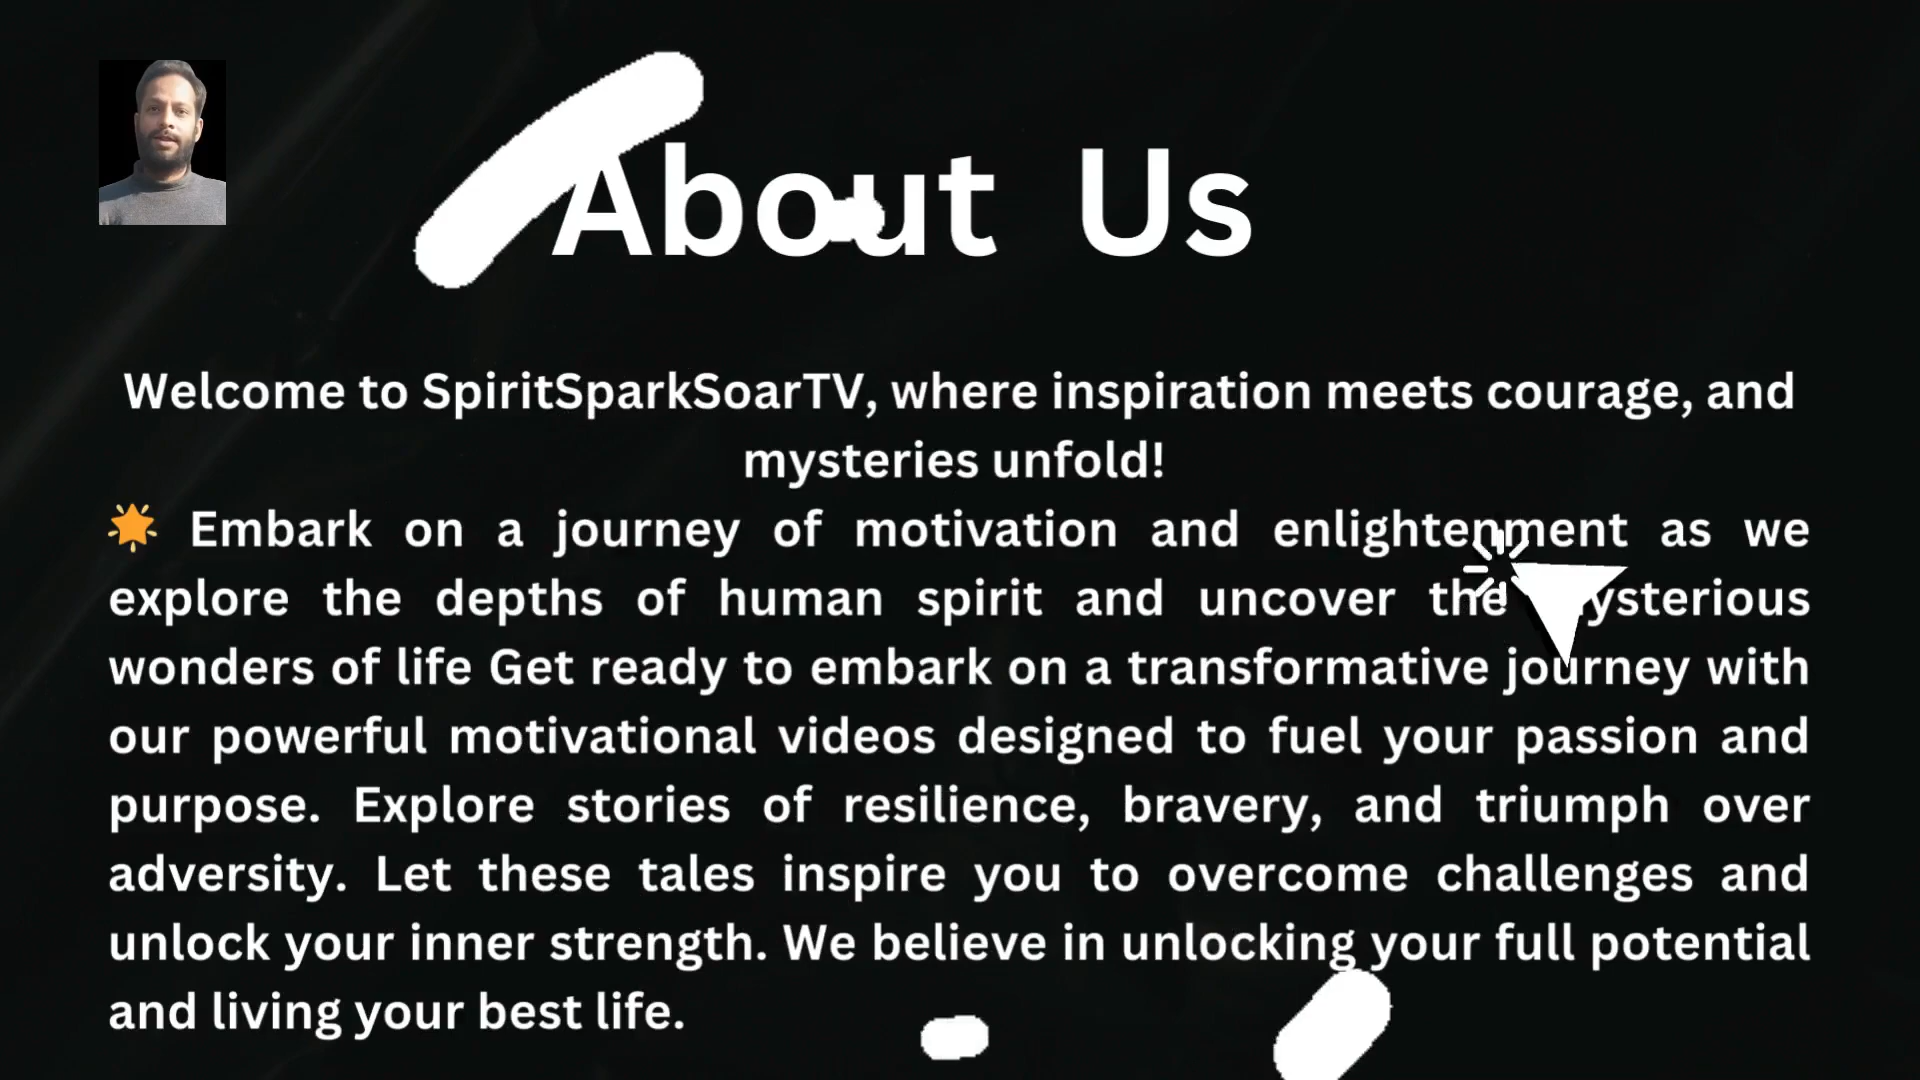 About Us
Welcome to SpiritSparkSoarTV, where inspiration meets courage, and
mysteries unfold!
🌟 Embark on a journey of motivation and enlightenment as we
explore the depths of human spirit and uncover the mysterious
wonders of life Get ready to embark on a transformative journey with
our powerful motivational videos designed to fuel your passion and
purpose. Explore stories of resilience, bravery, and triumph over
adversity. Let these tales inspire you to overcome challenges and
unlock your inner strength. We believe in unlocking your full potential
and living your best life.